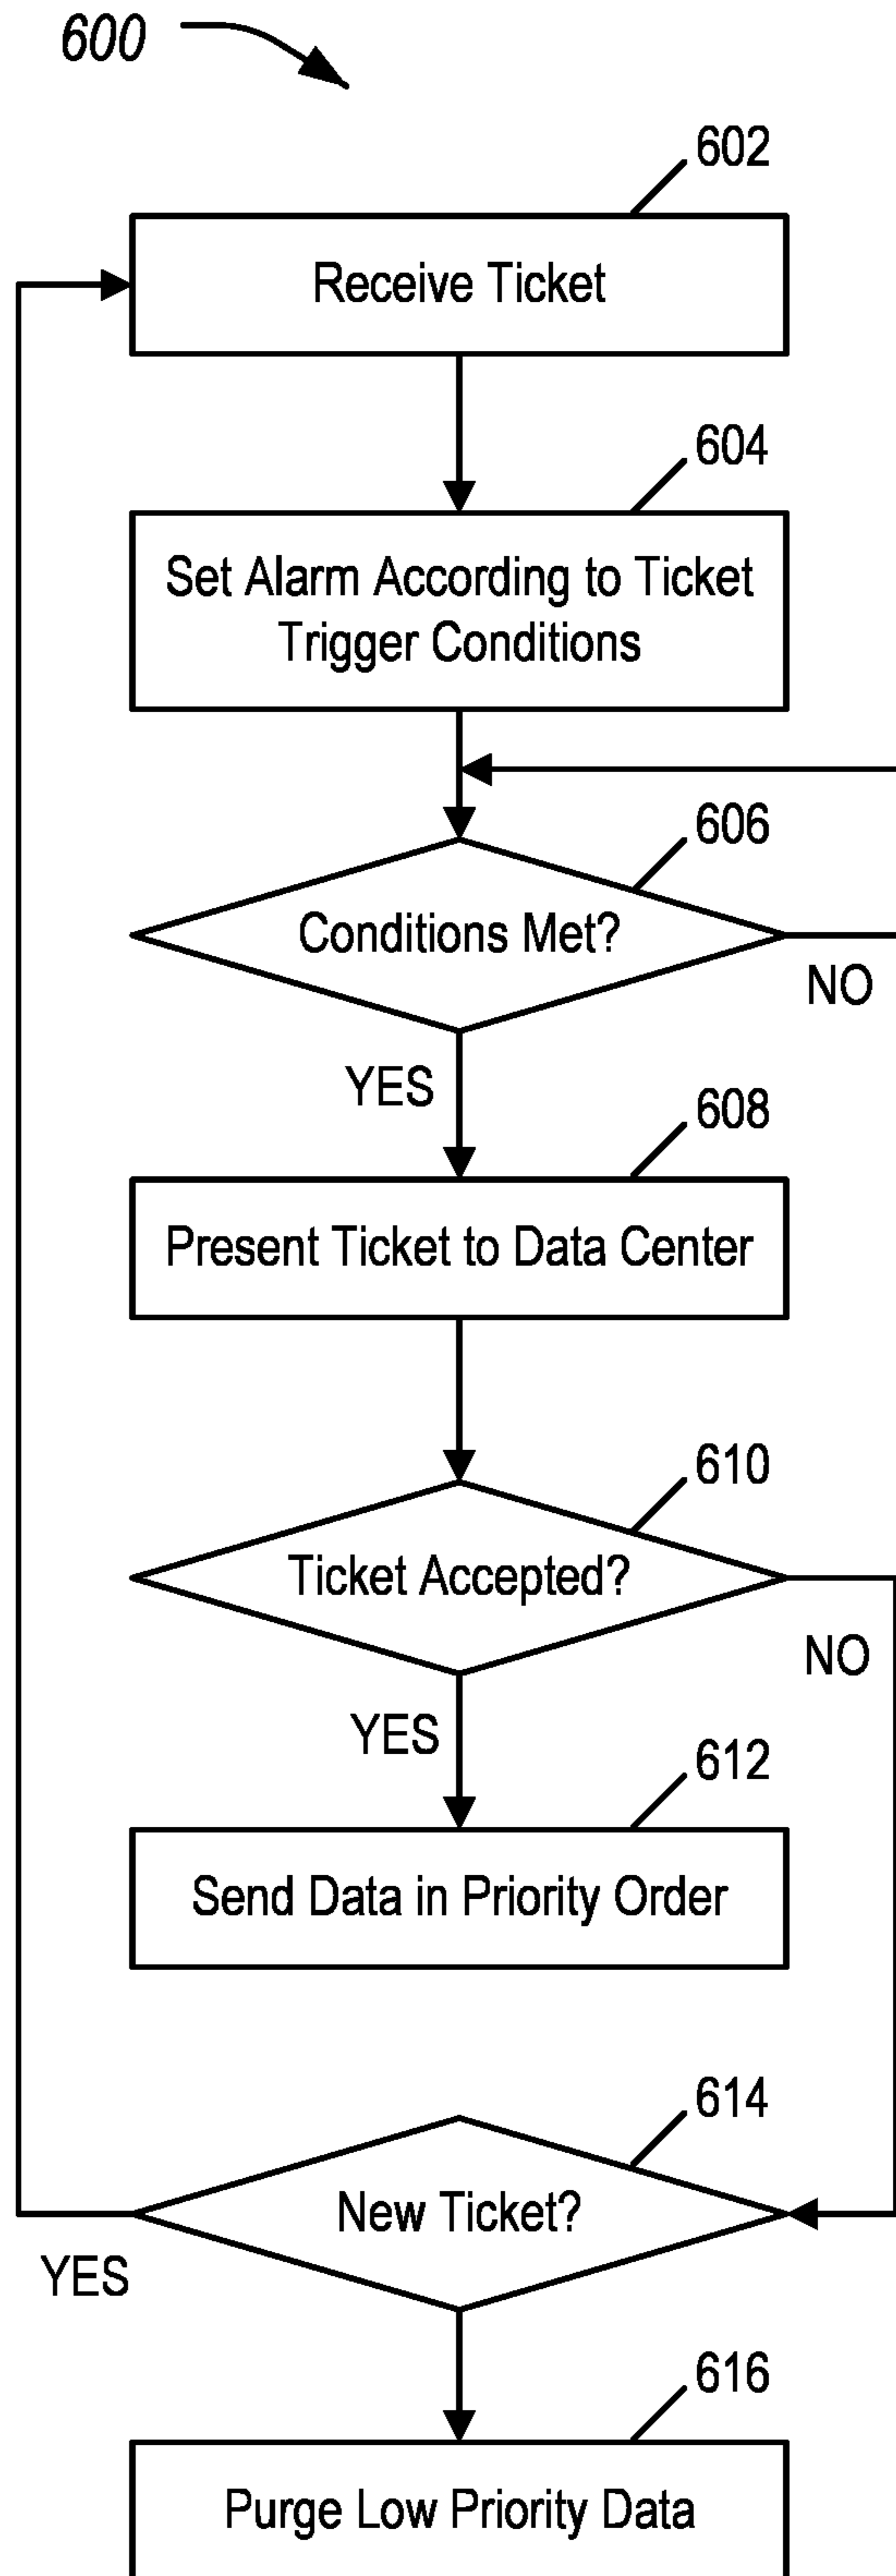 600
602
Receive Ticket
604
Set Alarm According to Ticket
Trigger Conditions
606
Conditions Met?
NO
YES
608
Present Ticket to Data Center
610
Ticket Accepted?
NO
YES
612
Send Data in Priority Order
614
New Ticket?
YES
616
Purge Low Priority Data